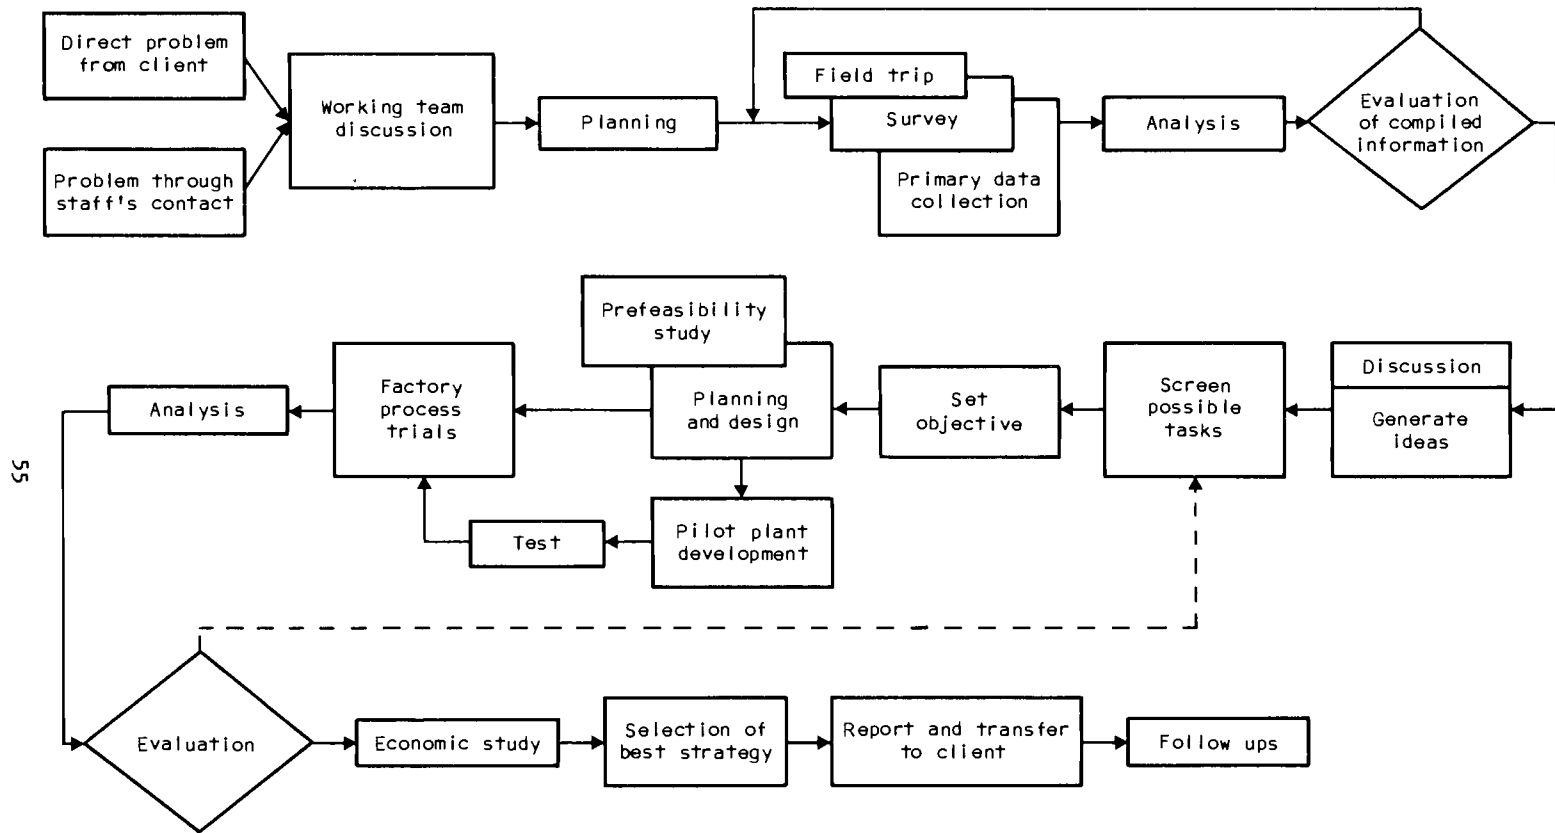 Direct problem
from client
Working team
discussion
Problem through
staff's contact
Planning
Field trip
Survey
Primary data
collection
Analysis
Evaluation
of compiled
information
Discussion
Generate
ideas
Screen
possible
tasks
Set
objective
Prefeasibility
study
Planning
and design
Factory
process
trials
Analysis
Pilot plant
development
Test
55
Evaluation
Economic study
Selection of
best strategy
Report and transfer
to client
Follow ups